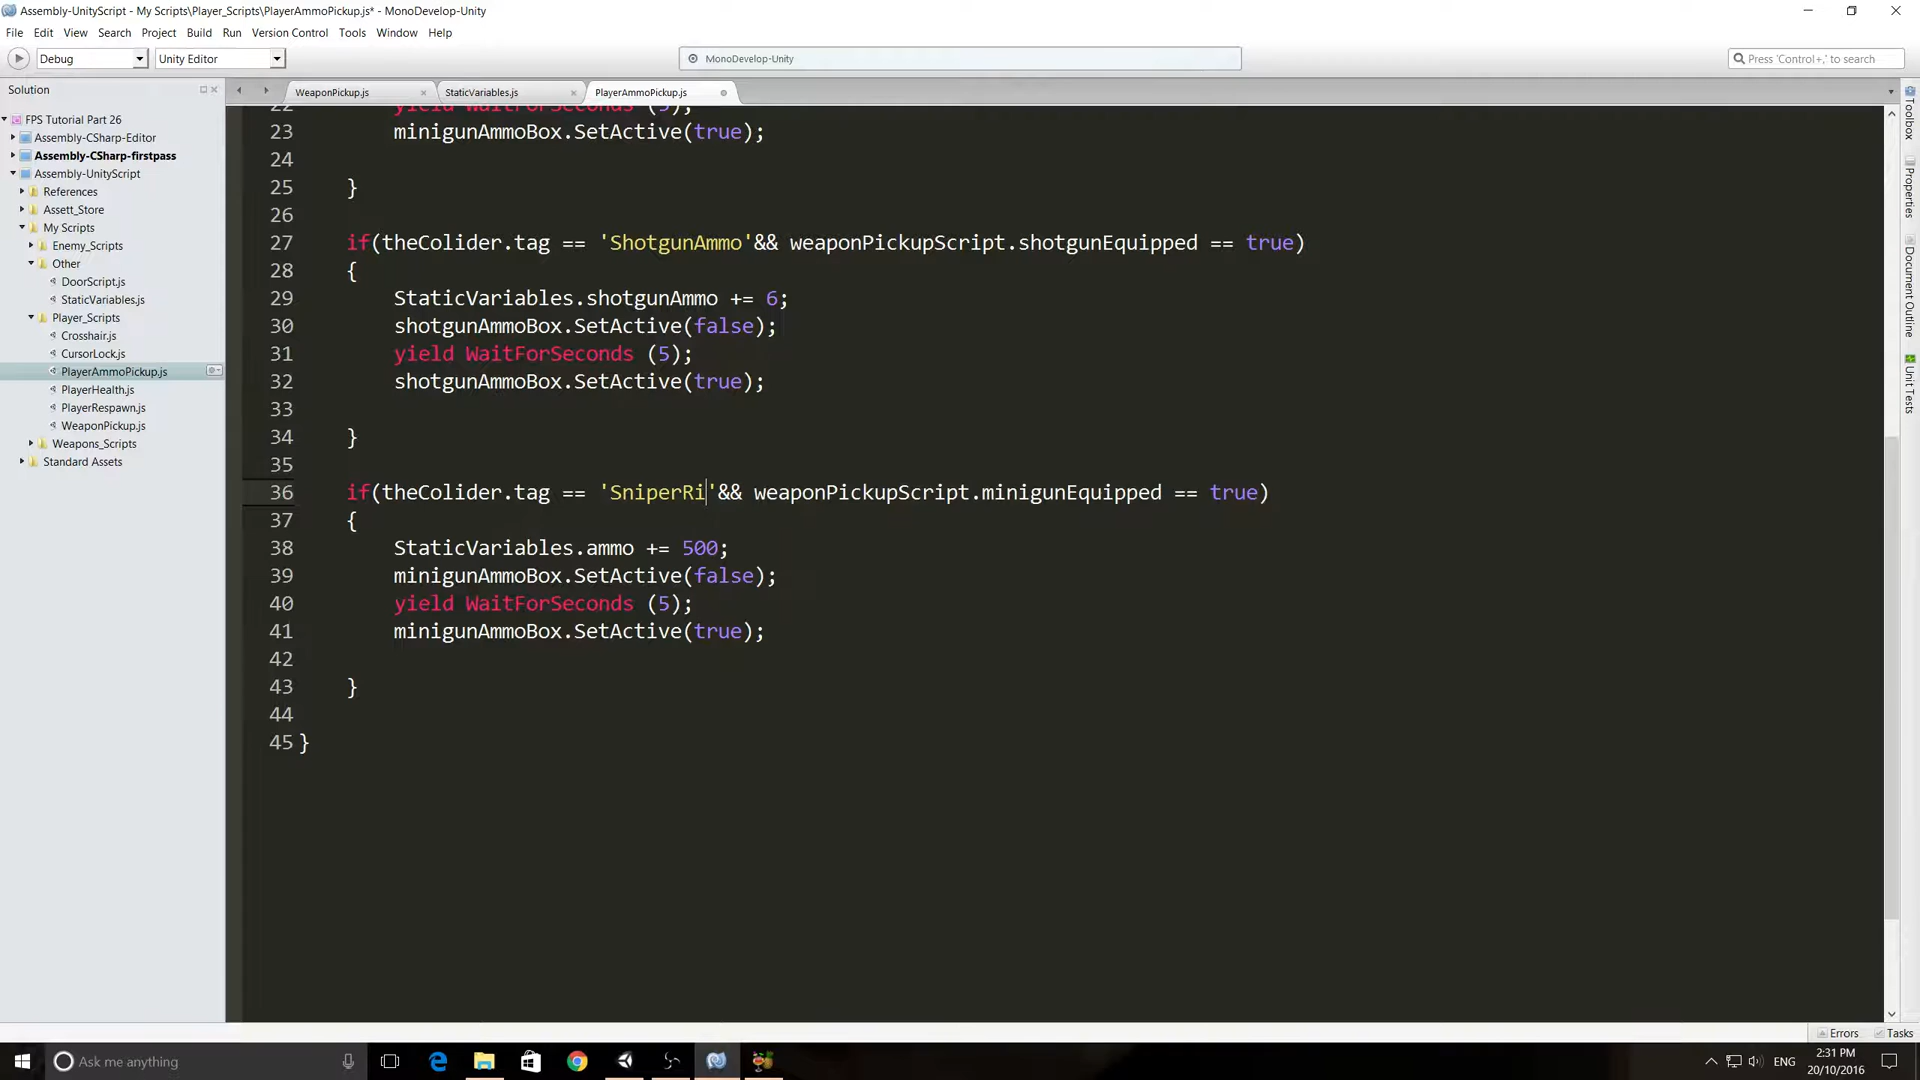 Assembly-UnityScript - My Scripts\Player_Scripts\PlayerAmmoPickup.js* - MonoDevelop-Unity
File Edit View Search Project Build Run Version Control Tools Window Help
Debug Unity Editor MonoDevelop-Unity Press 'Control+,' to search
Solution
WeaponPickup.js StaticVariables.js PlayerAmmoPickup.js
FPS Tutorial Part 26
Assembly-CSharp-Editor
Assembly-CSharp-firstpass
Assembly-UnityScript
References
Assett_Store
My Scripts
Enemy_Scripts
Other
DoorScript.js
StaticVariables.js
Player_Scripts
Crosshair.js
CursorLock.js
PlayerAmmoPickup.js
PlayerHealth.js
PlayerRespawn.js
WeaponPickup.js
Weapons_Scripts
Standard Assets
22 yield WaitForSeconds (5);
23 minigunAmmoBox.SetActive(true);
24
25 }
26
27 if(theColider.tag == 'ShotgunAmmo'&& weaponPickupScript.shotgunEquipped == true)
28 {
29 StaticVariables.shotgunAmmo += 6;
30 shotgunAmmoBox.SetActive(false);
31 yield WaitForSeconds (5);
32 shotgunAmmoBox.SetActive(true);
33
34 }
35
36 if(theColider.tag == 'SniperRi'&& weaponPickupScript.minigunEquipped == true)
37 {
38 StaticVariables.ammo += 500;
39 minigunAmmoBox.SetActive(false);
40 yield WaitForSeconds (5);
41 minigunAmmoBox.SetActive(true);
42
43 }
44
45 }
Toolbox
Properties
Document Outline
Unit Tests
Errors Tasks
Ask me anything
ENG
2:31 PM
20/10/2016